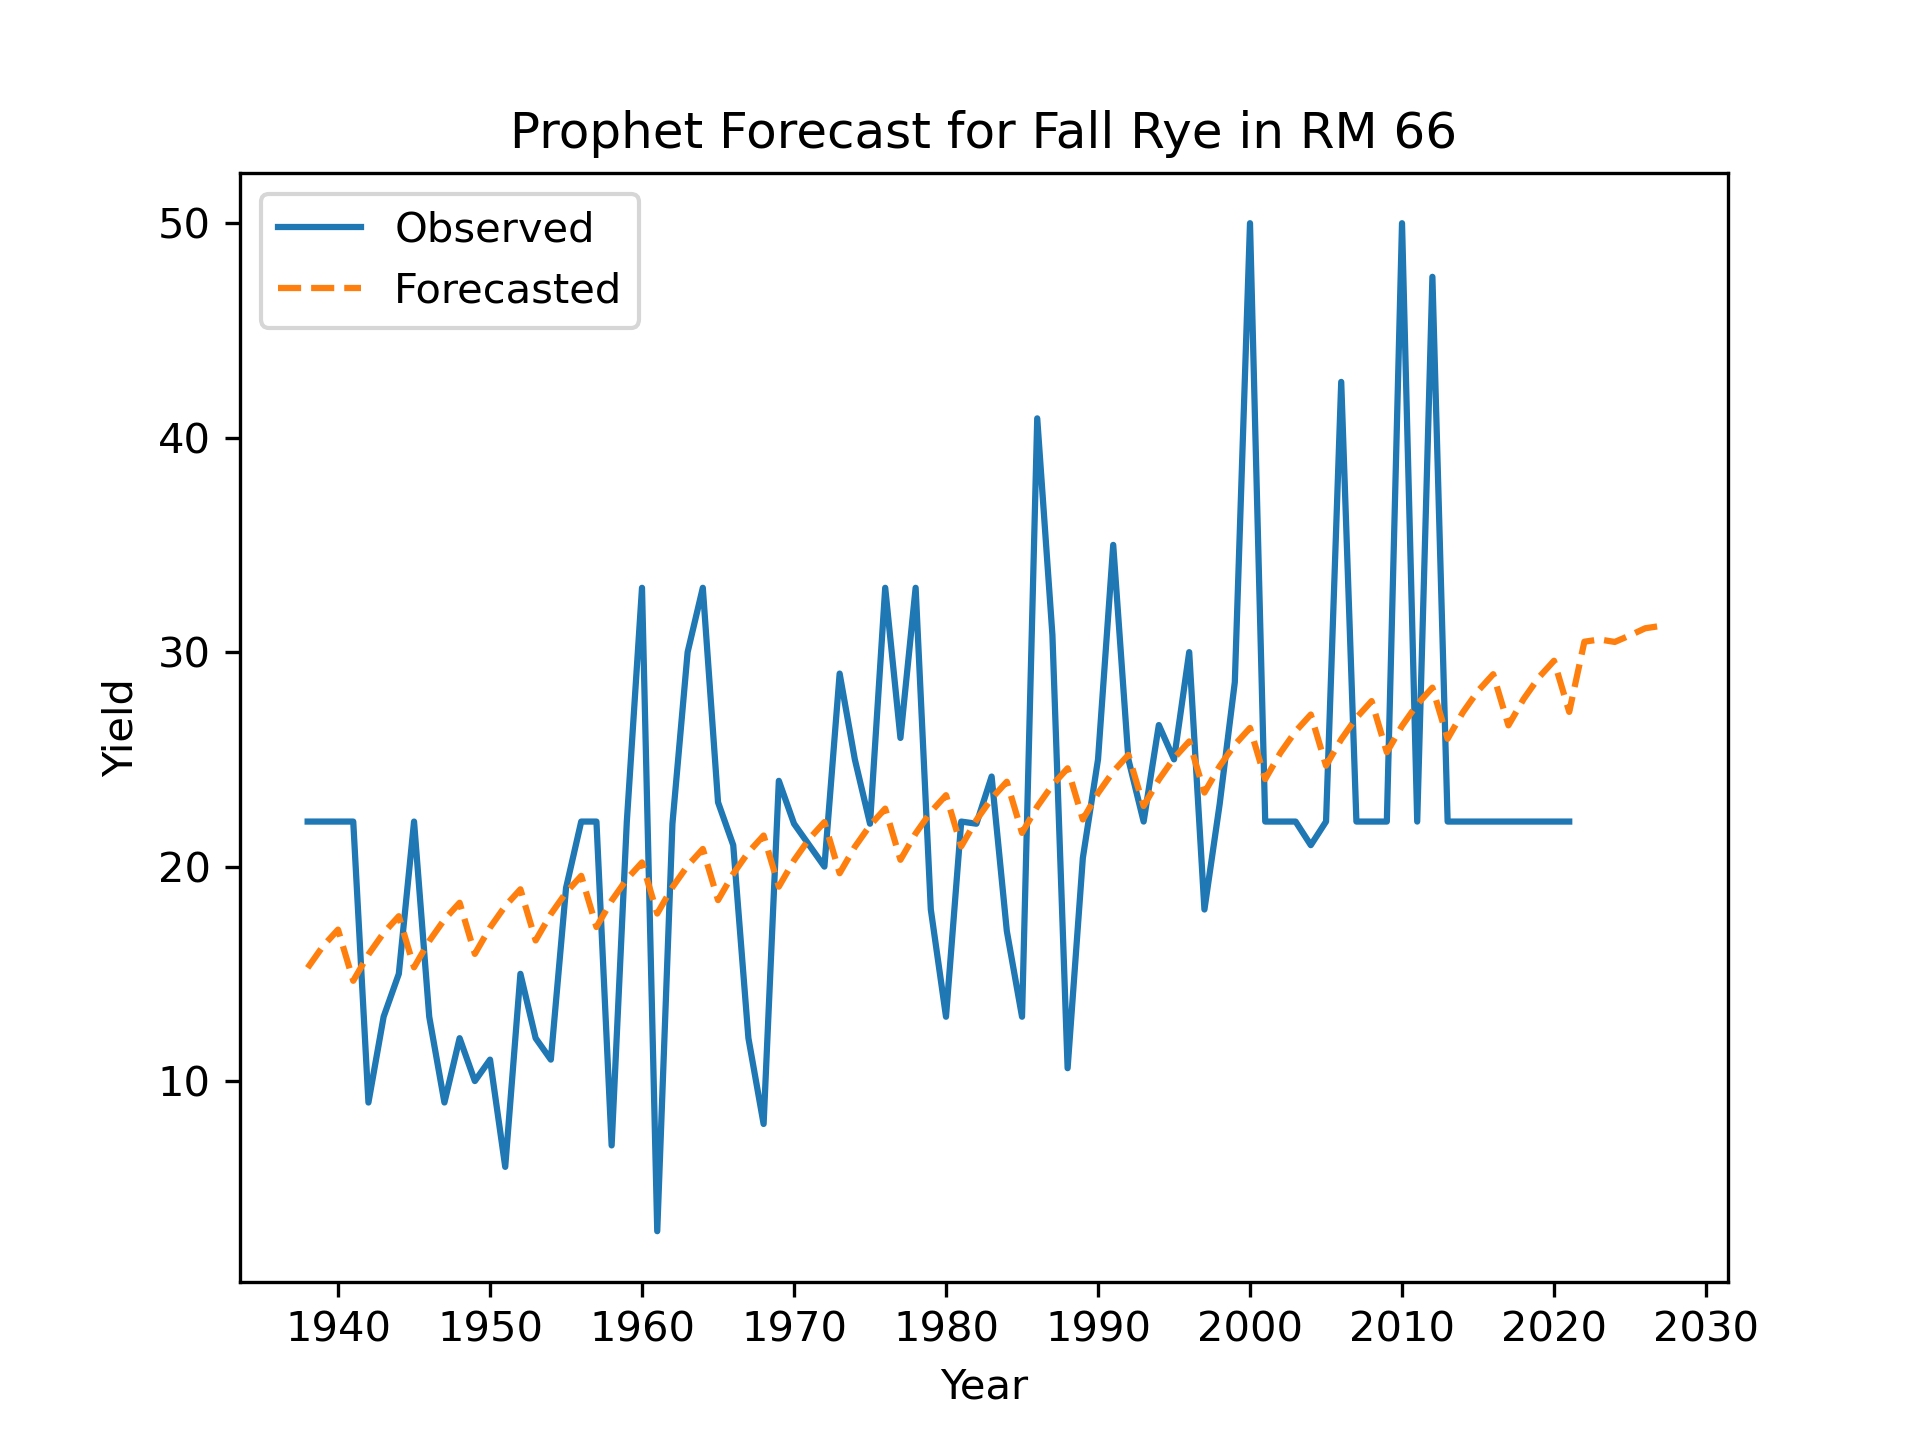 Prophet Forecast for Fall Rye in RM 66
Observed
Forecasted
50
40
30
20
10
Yield
1940 1950 1960 1970 1980 1990 2000 2010 2020 2030
Year